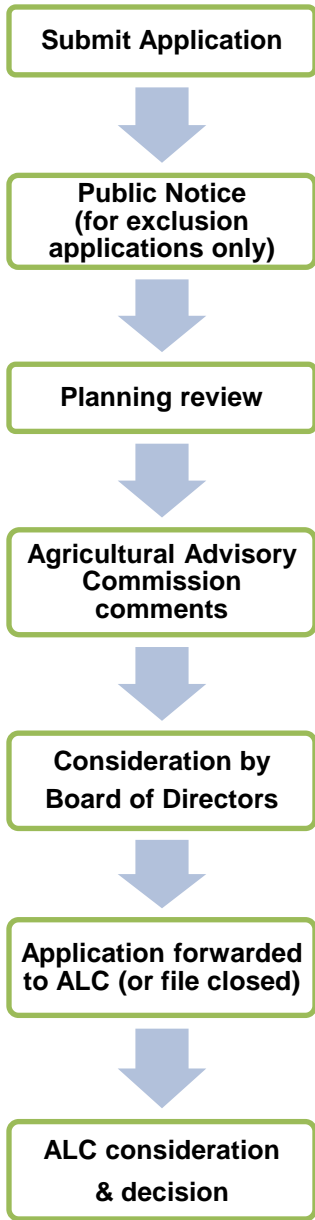 Submit Application
Public Notice
(for exclusion
applications only)
Planning review
Agricultural Advisory
Commission
comments
Consideration by
Board of Directors
Application forwarded
to ALC (or file closed)
ALC consideration
& decision